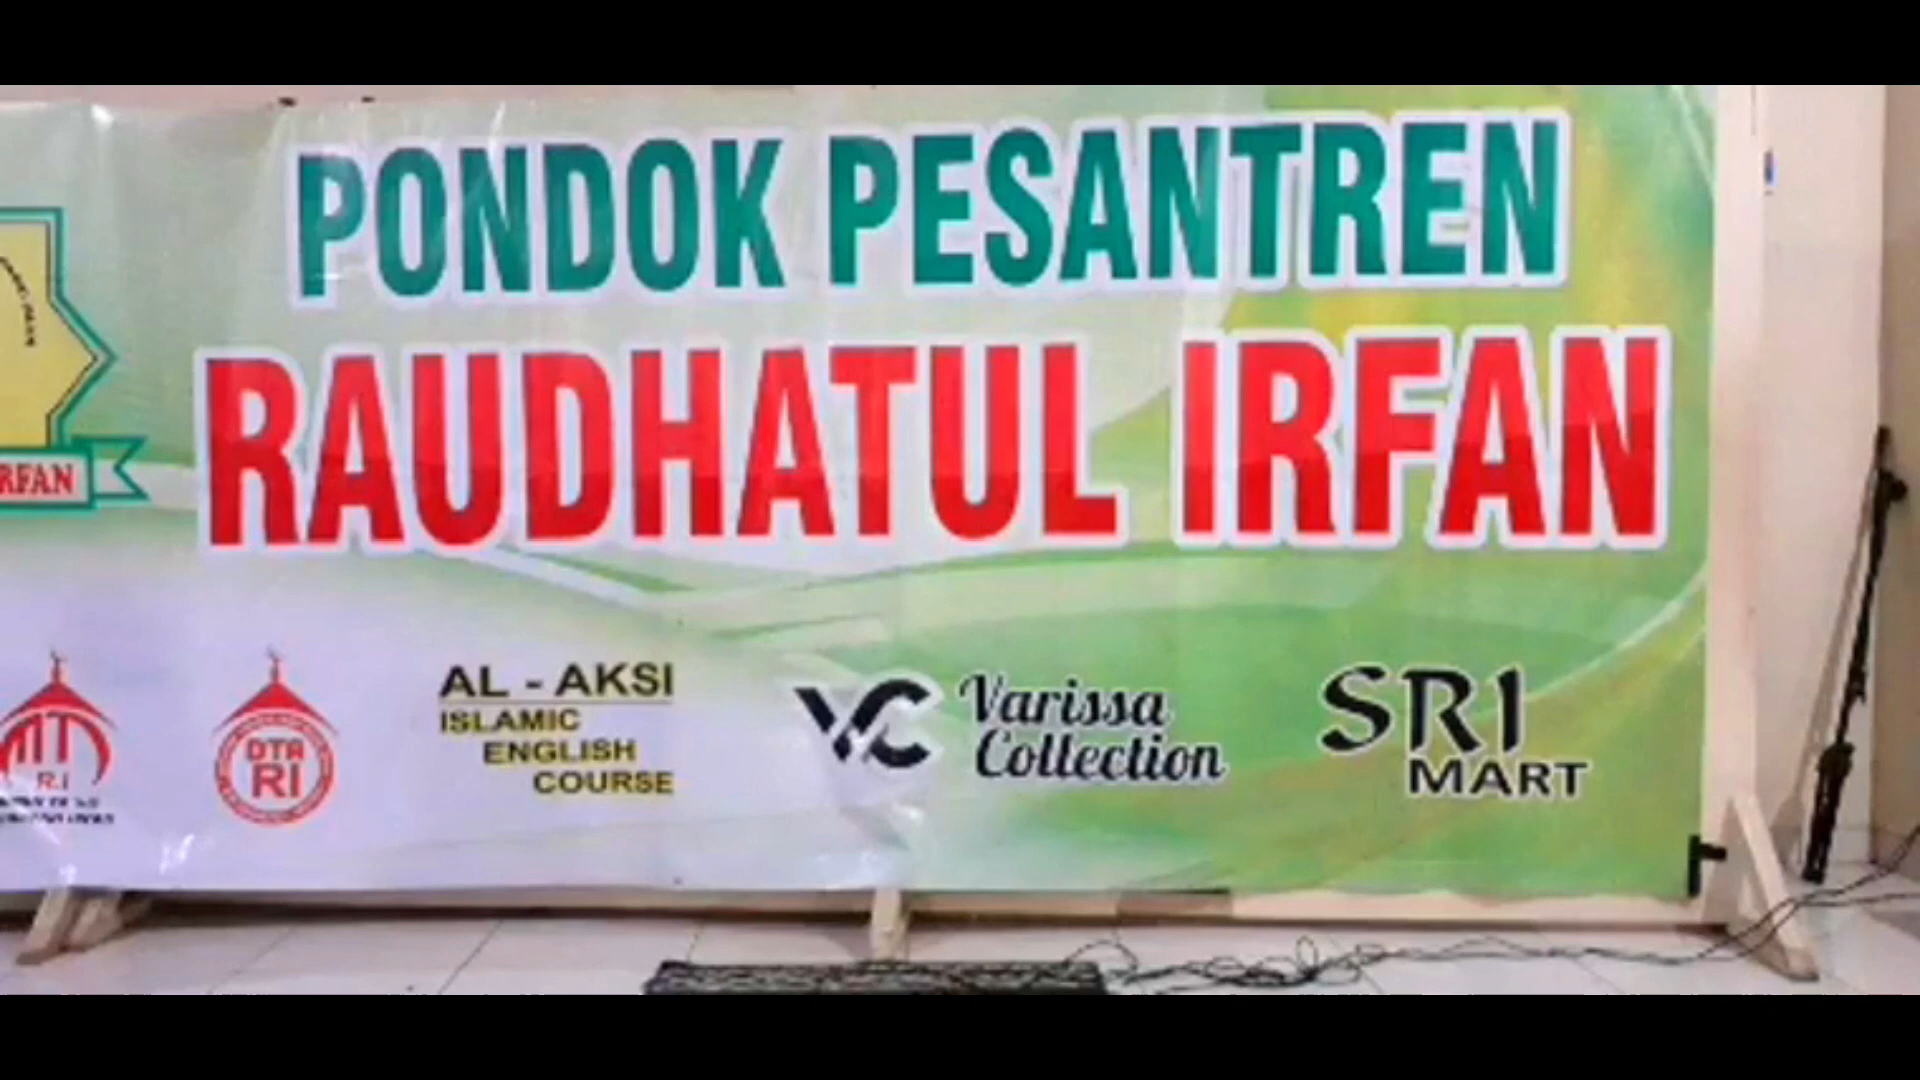 PONDOK PESANTREN
RAUDHATUL IRFAN
RFAN
R.I
DTA
RI
AL - AKSI
ISLAMIC
ENGLISH
COURSE
VC
Varissa
Collection
SRI
MART